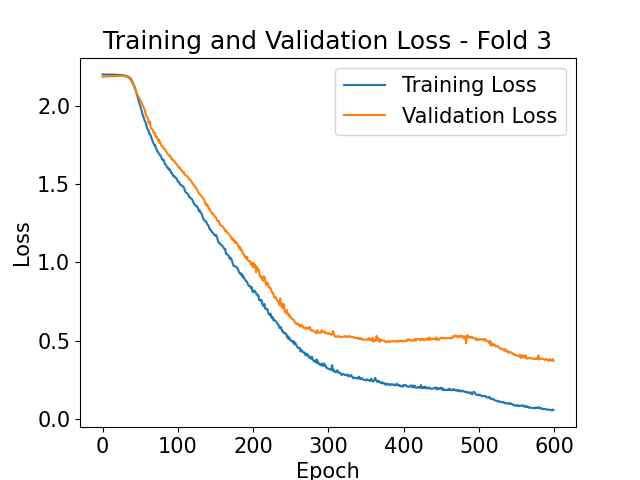 Training and Validation Loss - Fold 3
Training Loss
Validation Loss
Loss
2.0
1.5
1.0
0.5
0.0
0 100 200 300 400 500 600
Epoch